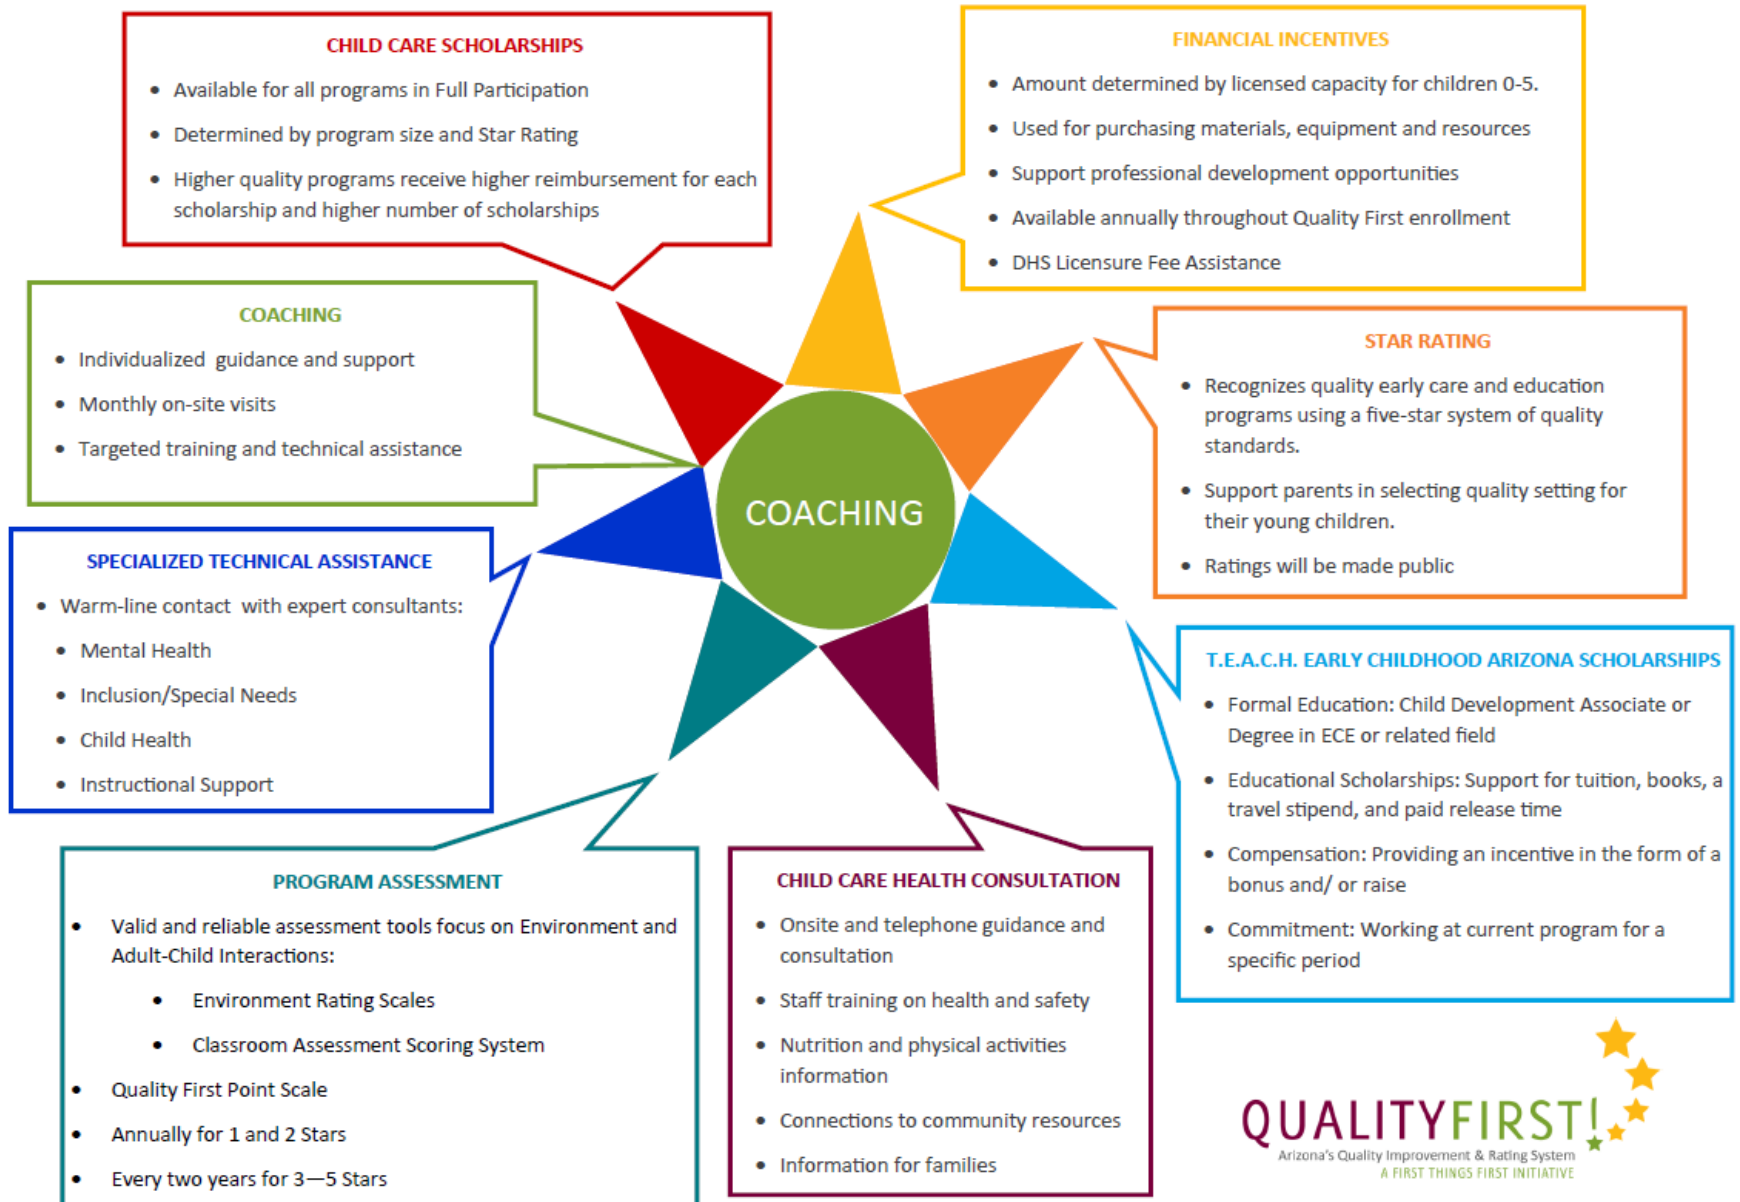 CHILD CARE SCHOLARSHIPS
• Available for all programs in Full Participation
• Determined by program size and Star Rating
• Higher quality programs receive higher reimbursement for each
scholarship and higher number of scholarships
FINANCIAL INCENTIVES
• Amount determined by licensed capacity for children 0-5.
• Used for purchasing materials, equipment and resources
• Support professional development opportunities
• Available annually throughout Quality First enrollment
• DHS Licensure Fee Assistance
COACHING
• Individualized guidance and support
• Monthly on-site visits
• Targeted training and technical assistance
STAR RATING
• Recognizes quality early care and education
programs using a five-star system of quality
standards.
• Support parents in selecting quality setting for
their young children.
• Ratings will be made public
COACHING
SPECIALIZED TECHNICAL ASSISTANCE
• Warm-line contact with expert consultants:
• Mental Health
• Inclusion/Special Needs
• Child Health
• Instructional Support
T.E.A.C.H. EARLY CHILDHOOD ARIZONA SCHOLARSHIPS
• Formal Education: Child Development Associate or
Degree in ECE or related field
• Educational Scholarships: Support for tuition, books, a
travel stipend, and paid release time
• Compensation: Providing an incentive in the form of a
bonus and/ or raise
• Commitment: Working at current program for a
specific period
PROGRAM ASSESSMENT
• Valid and reliable assessment tools focus on Environment and
Adult-Child Interactions:
• Environment Rating Scales
• Classroom Assessment Scoring System
• Quality First Point Scale
• Annually for 1 and 2 Stars
• Every two years for 3—5 Stars
CHILD CARE HEALTH CONSULTATION
• Onsite and telephone guidance and
consultation
• Staff training on health and safety
• Nutrition and physical activities
information
• Connections to community resources
• Information for families
QUALITYFIRST!
Arizona's Quality Improvement & Rating System
A FIRST THINGS FIRST INITIATIVE